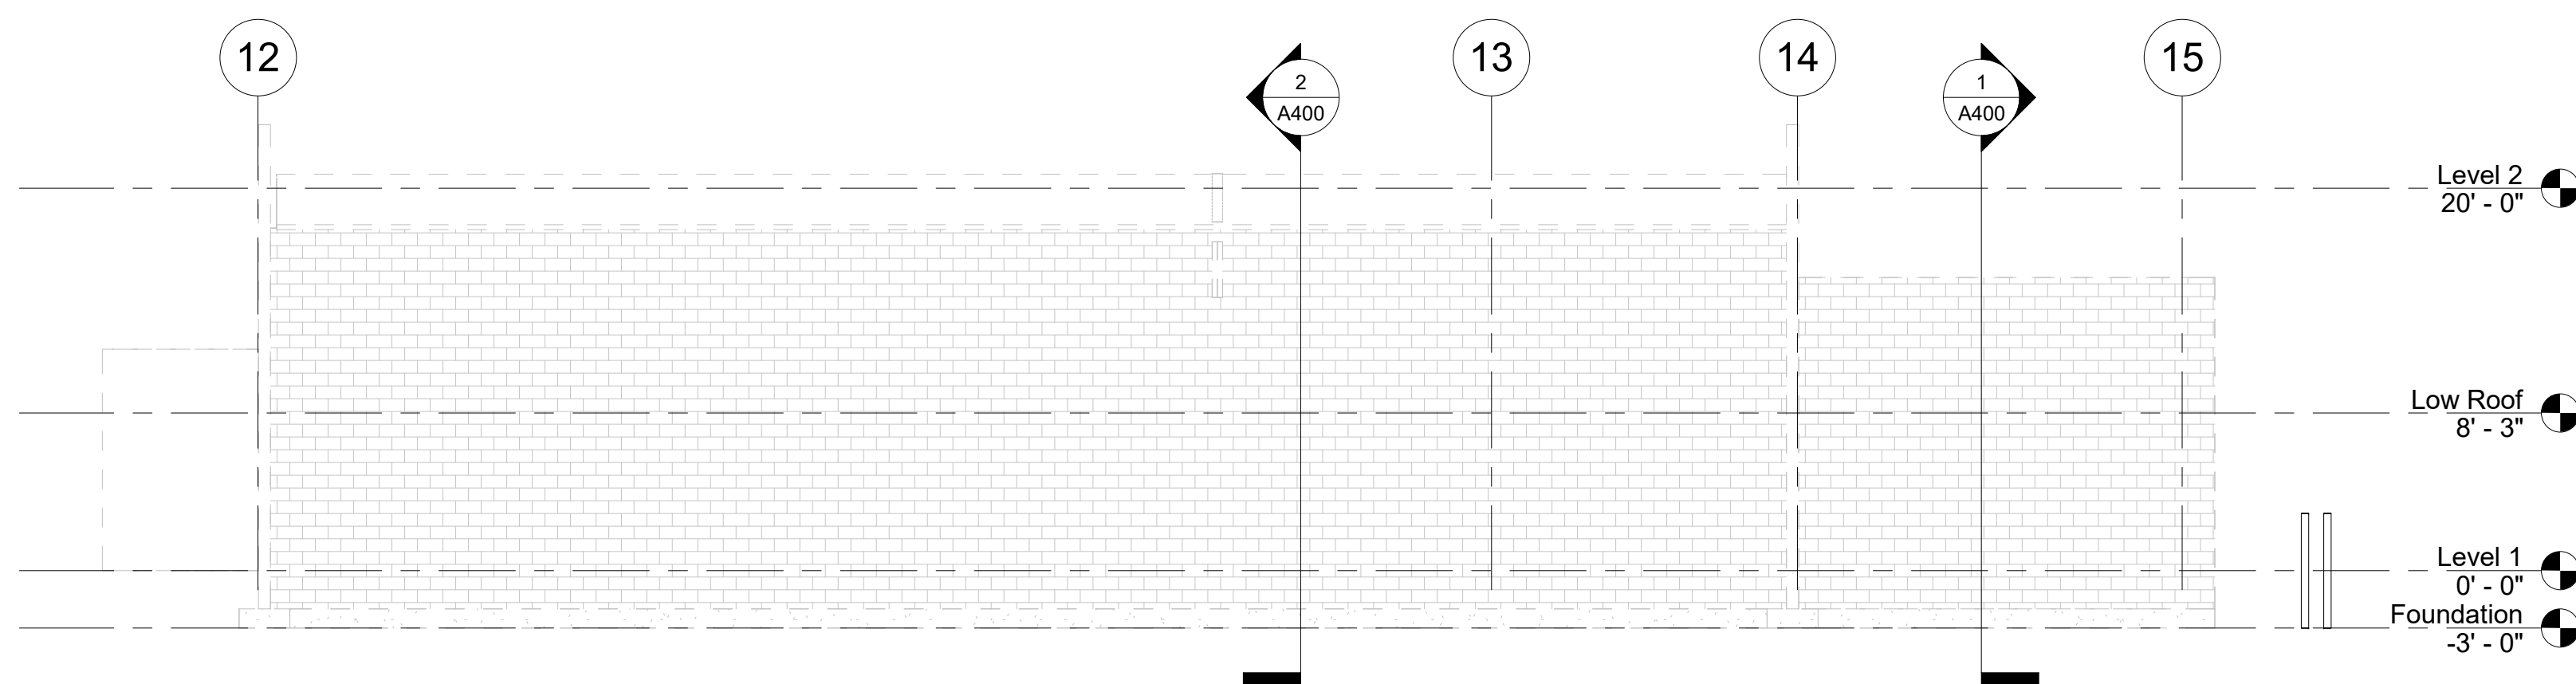 12
13
14
15
2
A400
1
A400
Level 2
20' - 0"
Low Roof
8' - 3"
Level 1
0' - 0"
Foundation
-3' - 0"